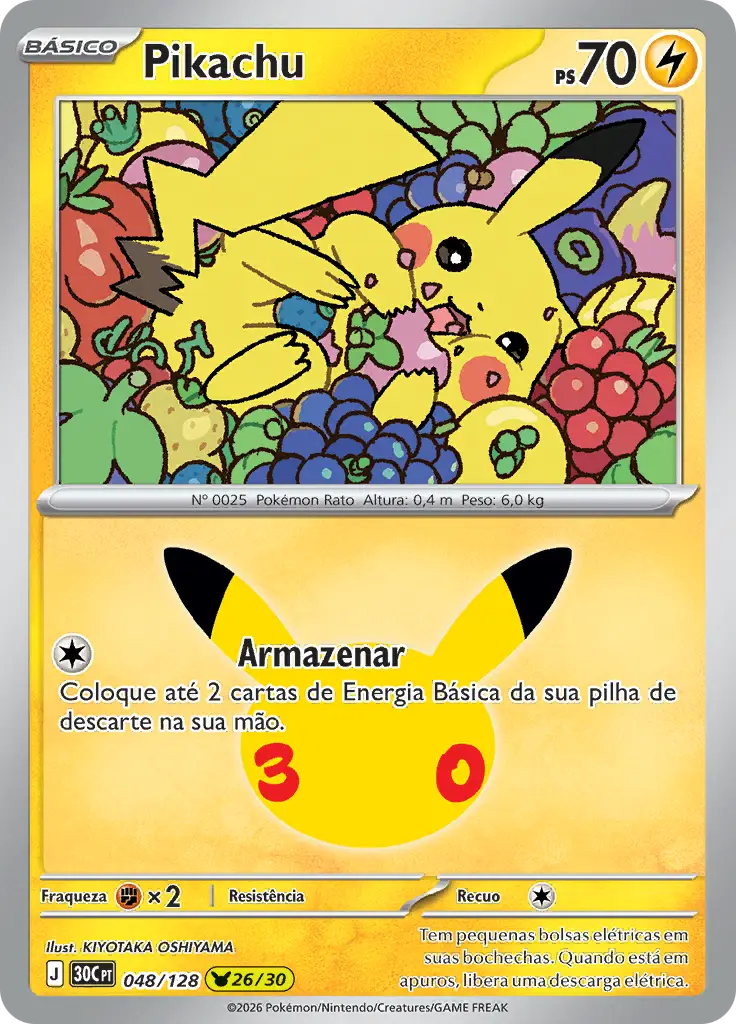 BÁSICO
Pikachu
PS 70
Nº 0025 Pokémon Rato Altura: 0,4 m Peso: 6,0 kg
Armazenar
Coloque até 2 cartas de Energia Básica da sua pilha de
descarte na sua mão.
3 0
Fraqueza ×2 Resistência Recuo
Ilust. KIYOTAKA OSHIYAMA
J 30C PT 048/128 26/30
Tem pequenas bolsas elétricas em
suas bochechas. Quando está em
apuros, libera uma descarga elétrica.
©2026 Pokémon/Nintendo/Creatures/GAME FREAK